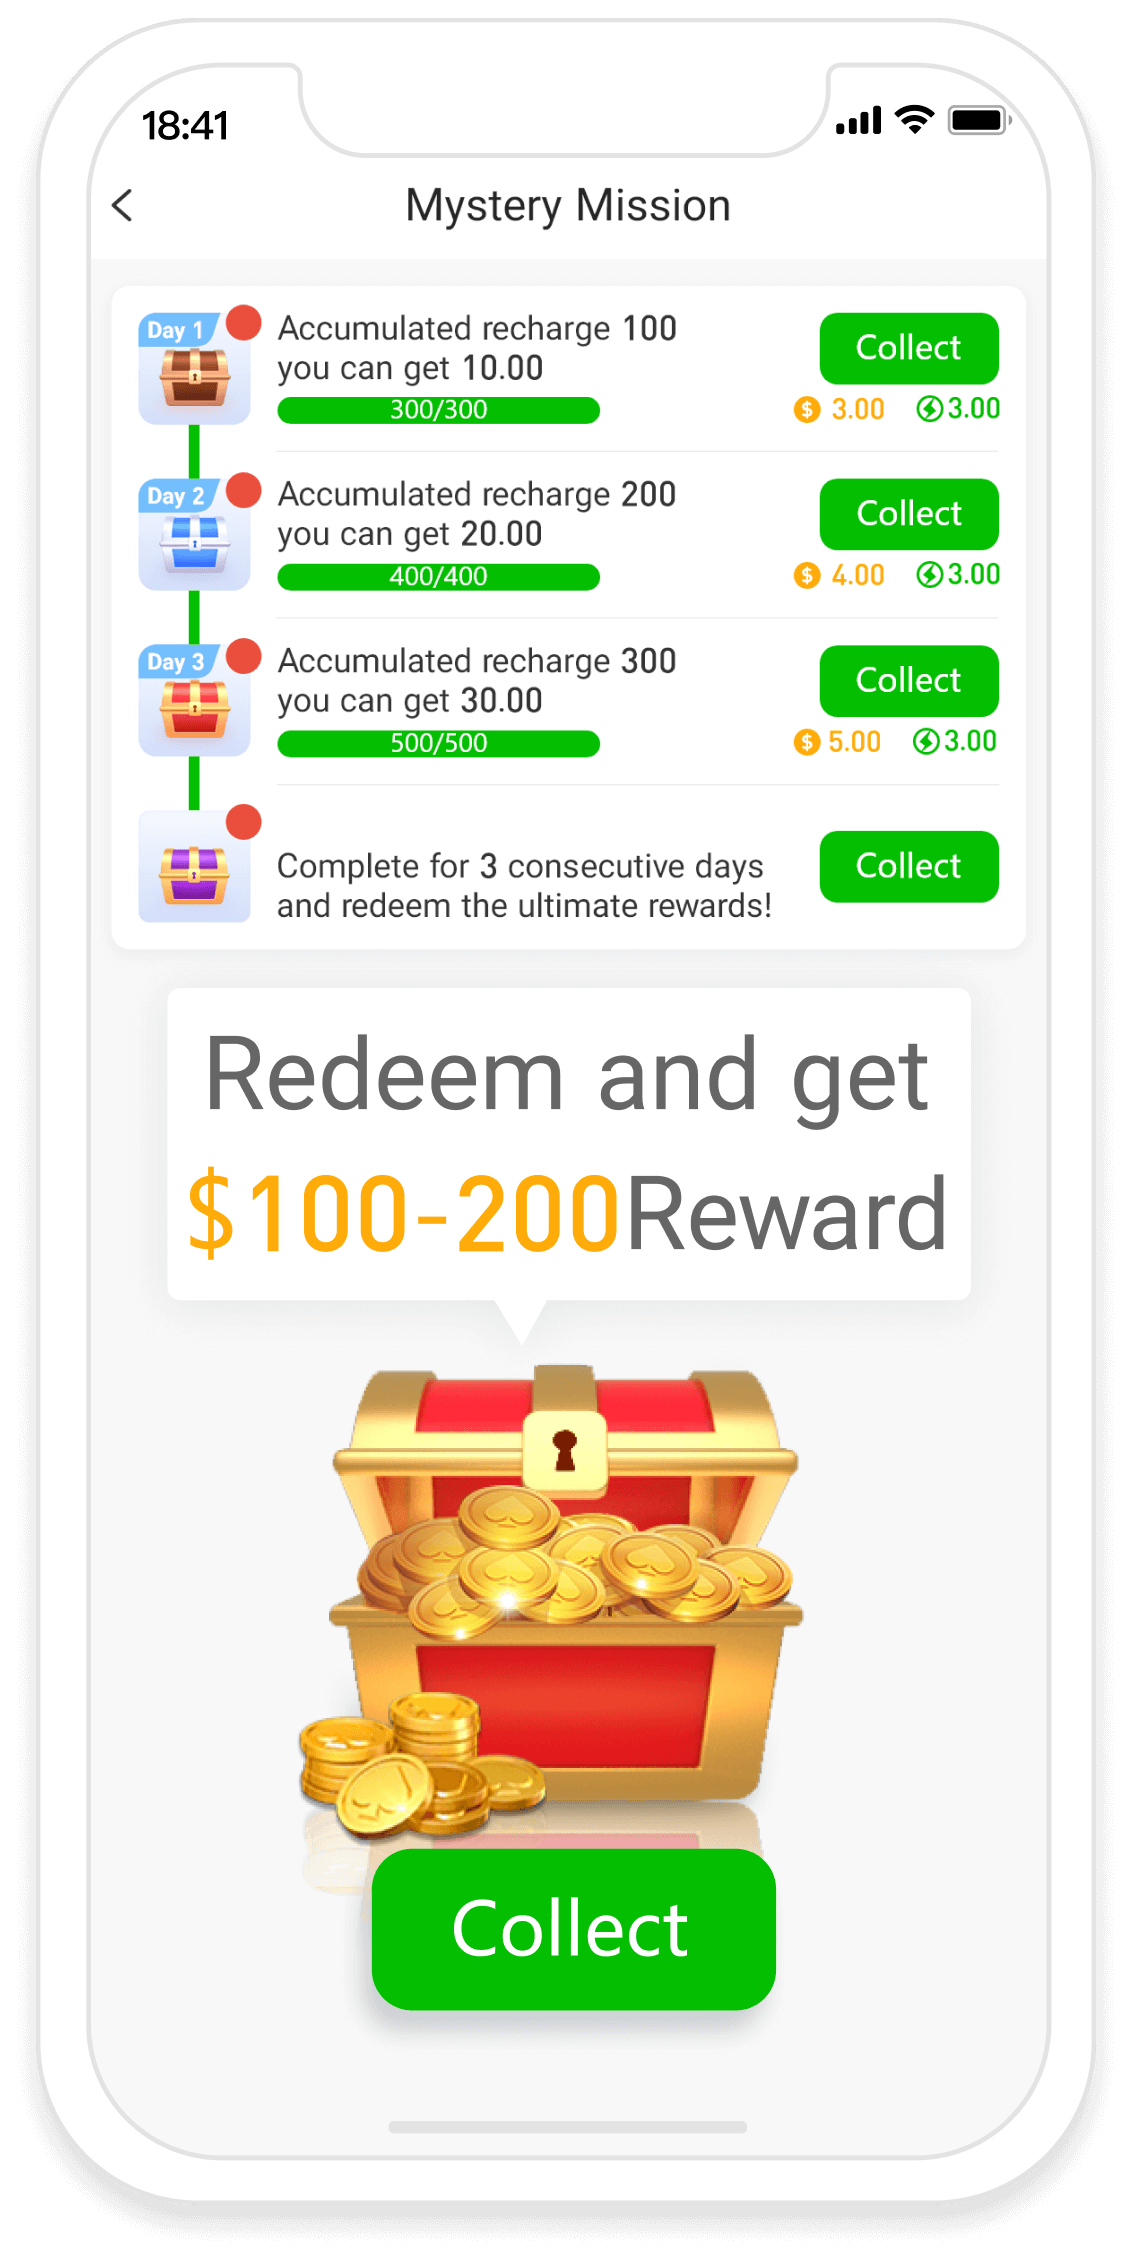 18:41
Mystery Mission
Day 1
Accumulated recharge 100
you can get 10.00
300/300
Collect
$ 3.00 3.00
Day 2
Accumulated recharge 200
you can get 20.00
400/400
Collect
$ 4.00 3.00
Day 3
Accumulated recharge 300
you can get 30.00
500/500
Collect
$ 5.00 3.00
Complete for 3 consecutive days
and redeem the ultimate rewards!
Collect
Redeem and get
$100-200Reward
Collect